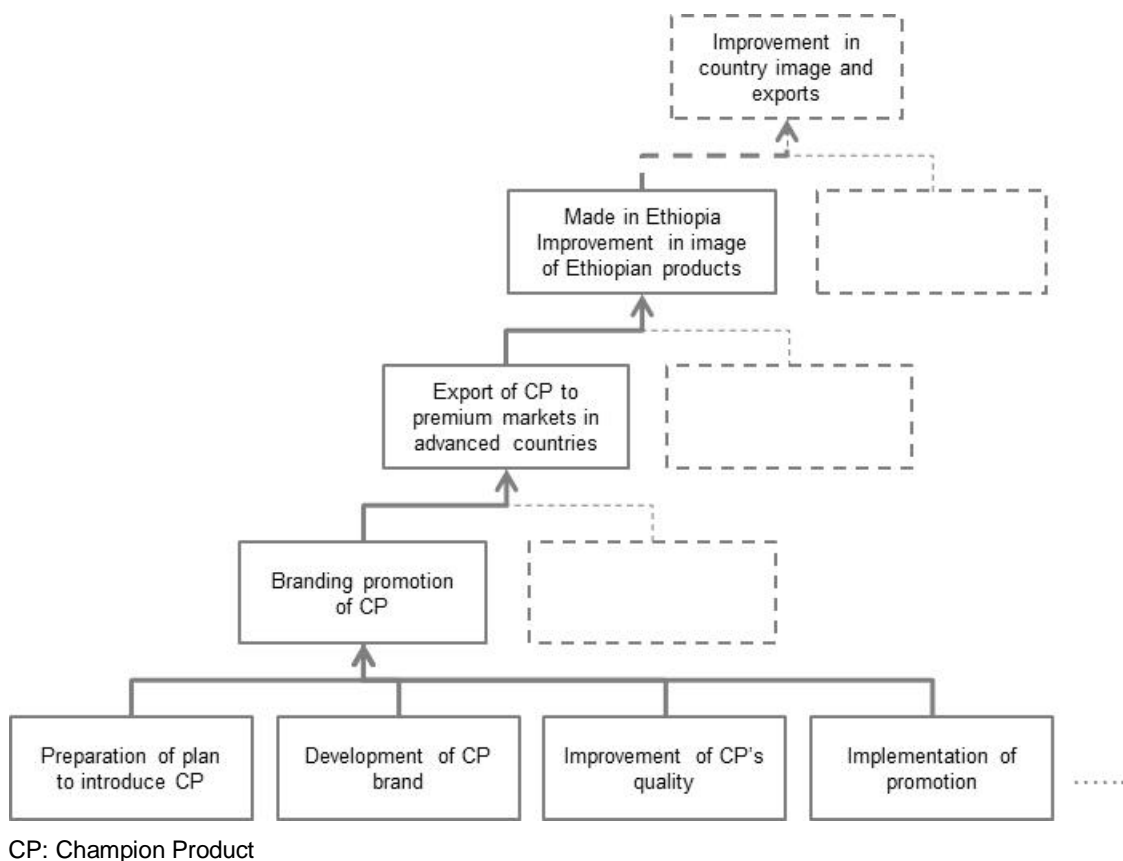 Improvement in
country image and
exports
Made in Ethiopia
Improvement in image
of Ethiopian products
Export of CP to
premium markets in
advanced countries
Branding promotion
of CP
Preparation of plan
to introduce CP
Development of CP
brand
Improvement of CP's
quality
Implementation of
promotion
CP: Champion Product